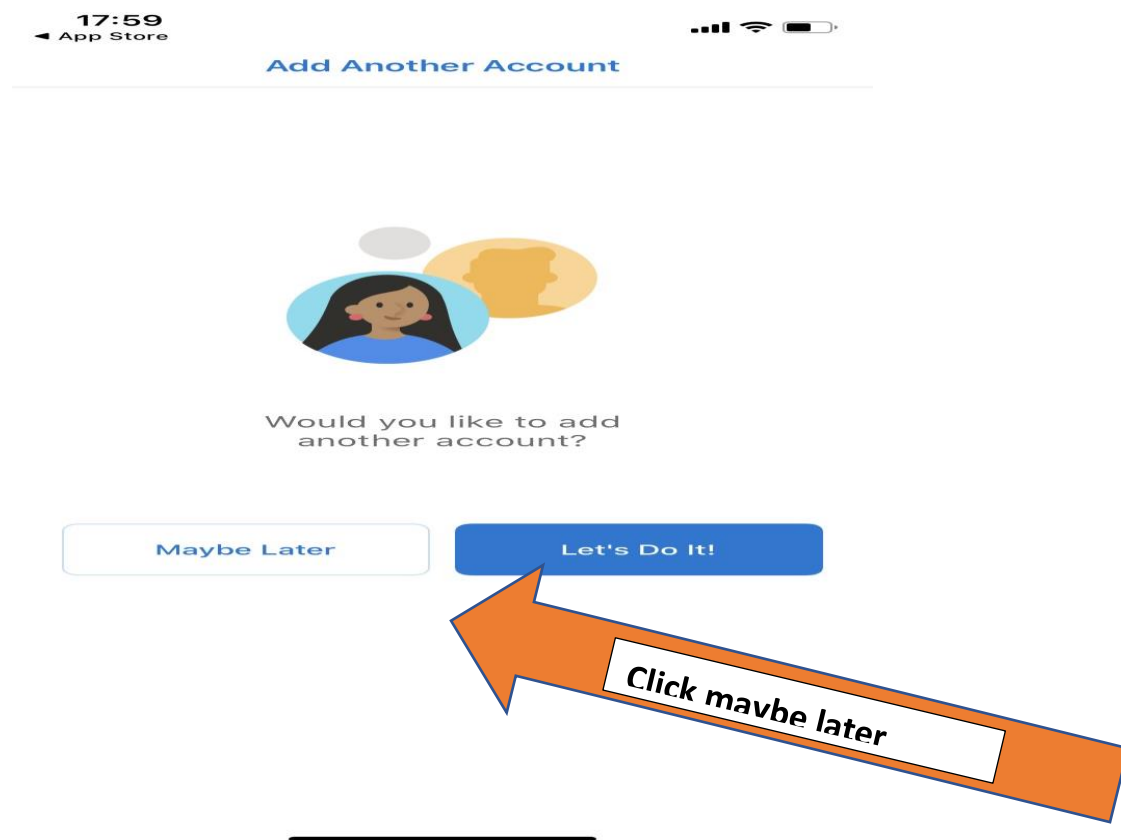 17:59
◀ App Store
Add Another Account
Would you like to add
another account?
Maybe Later
Let's Do It!
Click maybe later